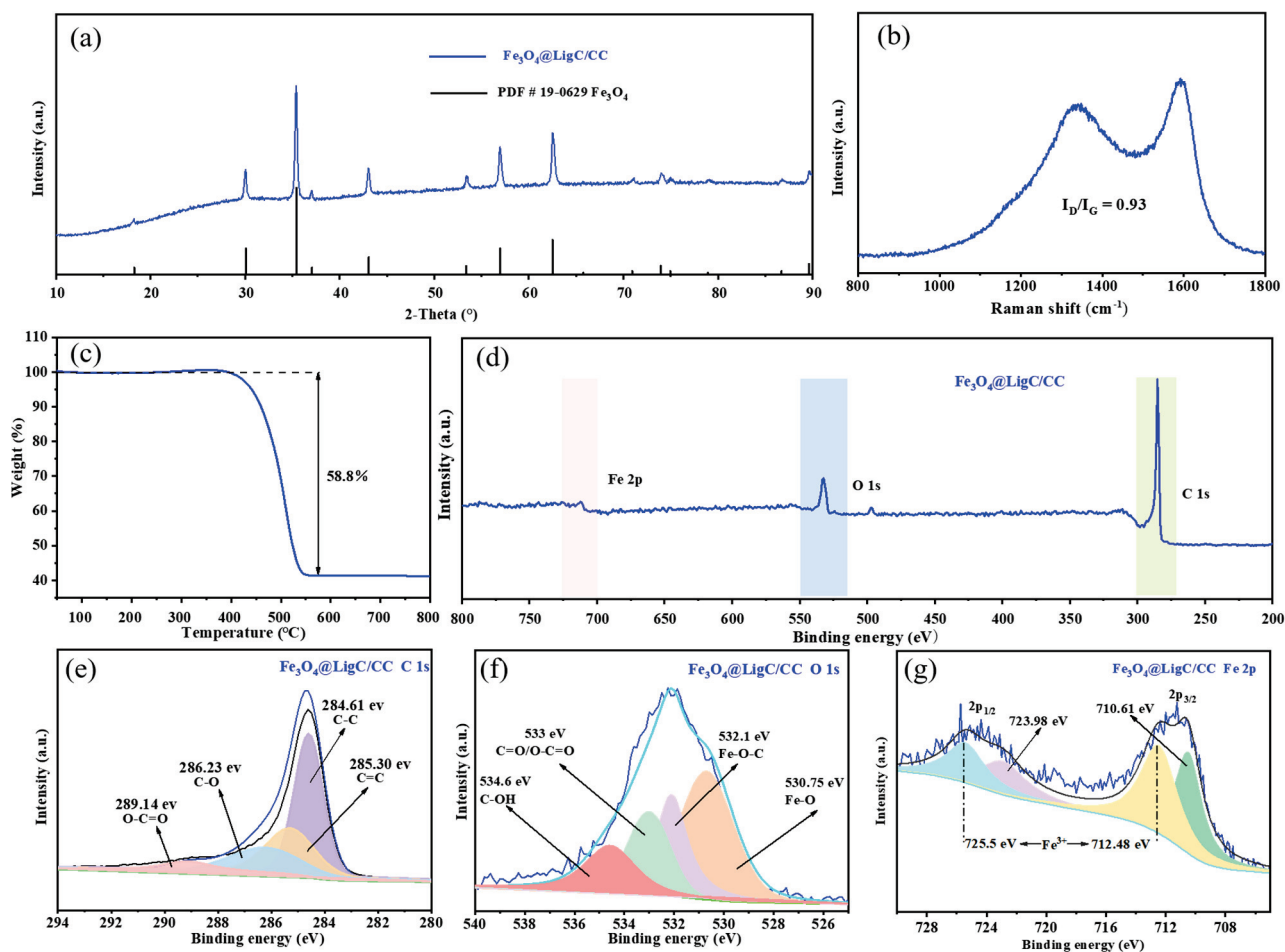 (a)
Fe₃O₄@LigC/CC
PDF # 19-0629 Fe₃O₄
Intensity (a.u.)
10 20 30 40 50 60 70 80 90
2-Theta (°)
(b)
I_D/I_G = 0.93
Intensity (a.u.)
800 1000 1200 1400 1600 1800
Raman shift (cm⁻¹)
(c)
110
100
90
80
70
60
50
40
58.8%
Weight (%)
100 200 300 400 500 600 700 800
Temperature (°C)
(d)
Fe₃O₄@LigC/CC
Fe 2p
O 1s
C 1s
Intensity (a.u.)
800 750 700 650 600 550 500 450 400 350 300 250 200
Binding energy (eV)
(e)
Fe₃O₄@LigC/CC C 1s
284.61 ev
C-C
285.30 ev
C=C
286.23 ev
C-O
289.14 ev
O-C=O
Intensity (a.u.)
294 292 290 288 286 284 282 280
Binding energy (eV)
(f)
Fe₃O₄@LigC/CC O 1s
533 eV
C=O/O-C=O
534.6 eV
C-OH
532.1 eV
Fe-O-C
530.75 eV
Fe-O
Intensity (a.u.)
540 538 536 534 532 530 528 526
Binding energy (eV)
(g)
Fe₃O₄@LigC/CC Fe 2p
2p₁/₂
723.98 eV
710.61 eV
2p₃/₂
725.5 eV Fe³⁺ 712.48 eV
Intensity (a.u.)
728 724 720 716 712 708
Binding energy (eV)